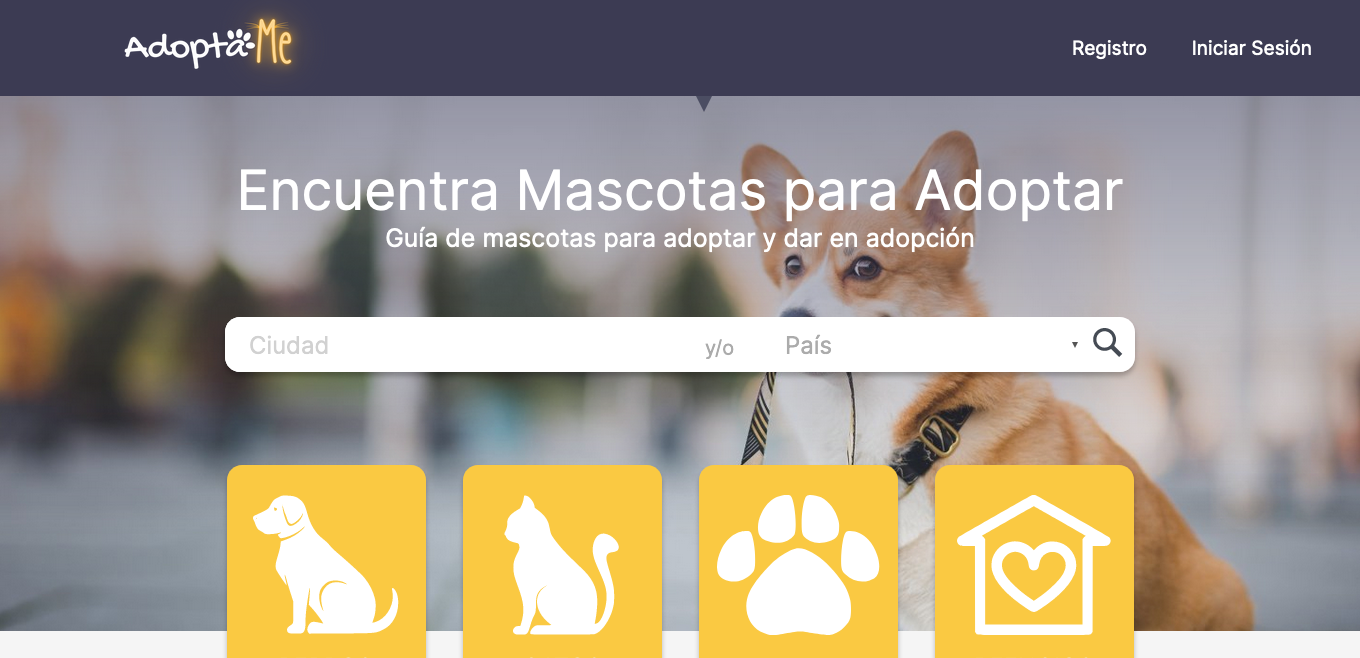 AdoptaMe
Registro
Iniciar Sesión
Encuentra Mascotas para Adoptar
Guía de mascotas para adoptar y dar en adopción
Ciudad
y/o
País